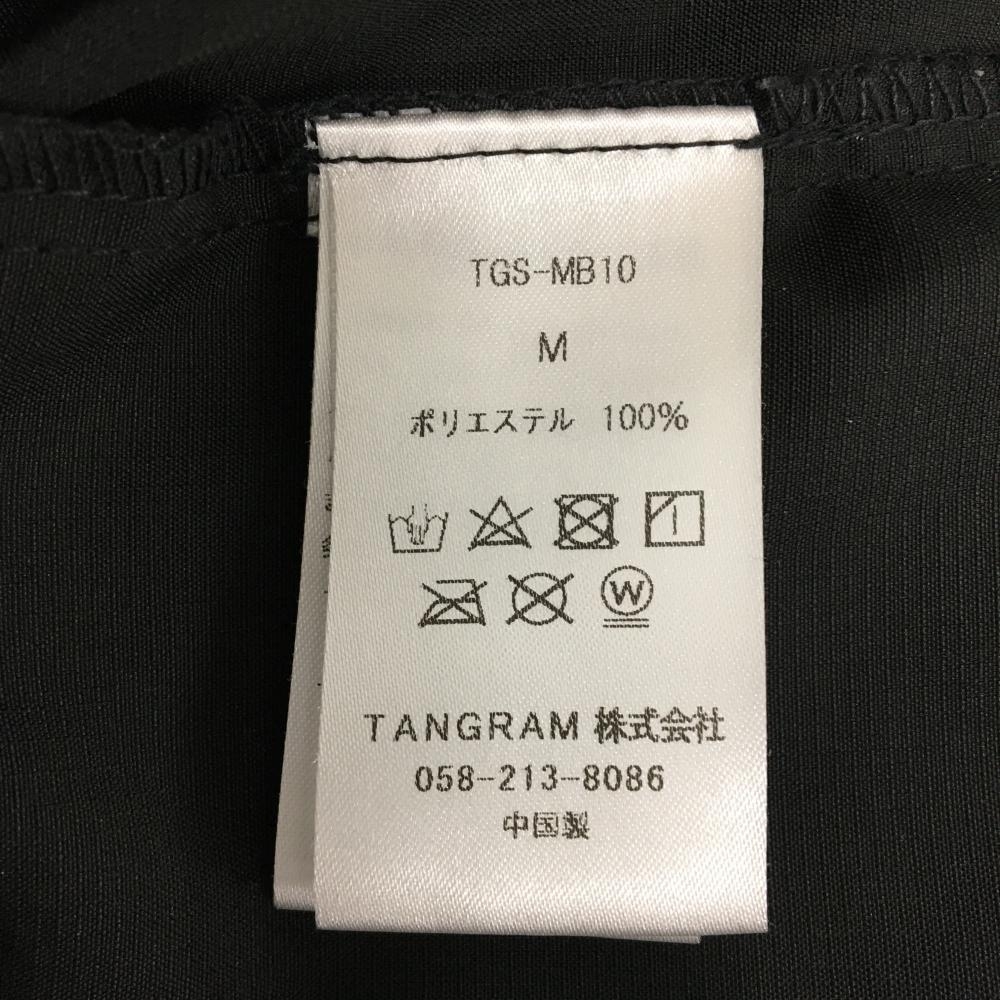 TGS-MB10
M
ポリエステル 100%
W
TANGRAM 株式会社
058-213-8086
中国製